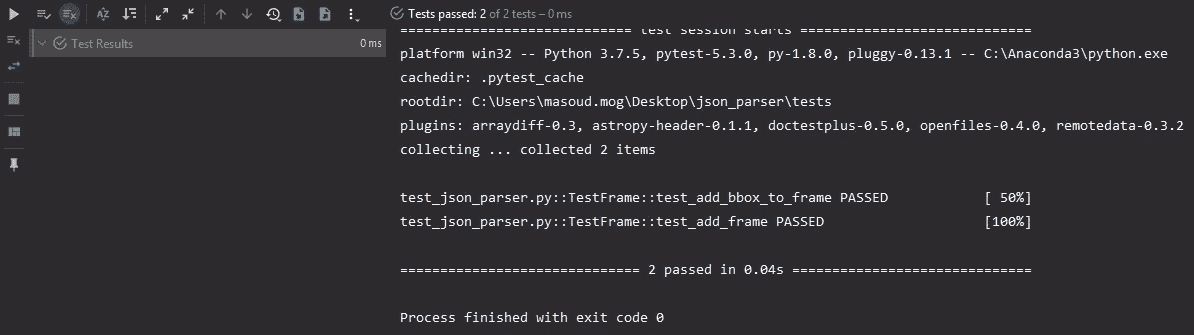 Tests passed: 2 of 2 tests – 0 ms
Test Results 0 ms
============================= test session starts =============================
platform win32 -- Python 3.7.5, pytest-5.3.0, py-1.8.0, pluggy-0.13.1 -- C:\Anaconda3\python.exe
cachedir: .pytest_cache
rootdir: C:\Users\masoud.mog\Desktop\json_parser\tests
plugins: arraydiff-0.3, astropy-header-0.1.1, doctestplus-0.5.0, openfiles-0.4.0, remotedata-0.3.2
collecting ... collected 2 items
test_json_parser.py::TestFrame::test_add_bbox_to_frame PASSED            [ 50%]
test_json_parser.py::TestFrame::test_add_frame PASSED                    [100%]
============================== 2 passed in 0.04s ==============================
Process finished with exit code 0